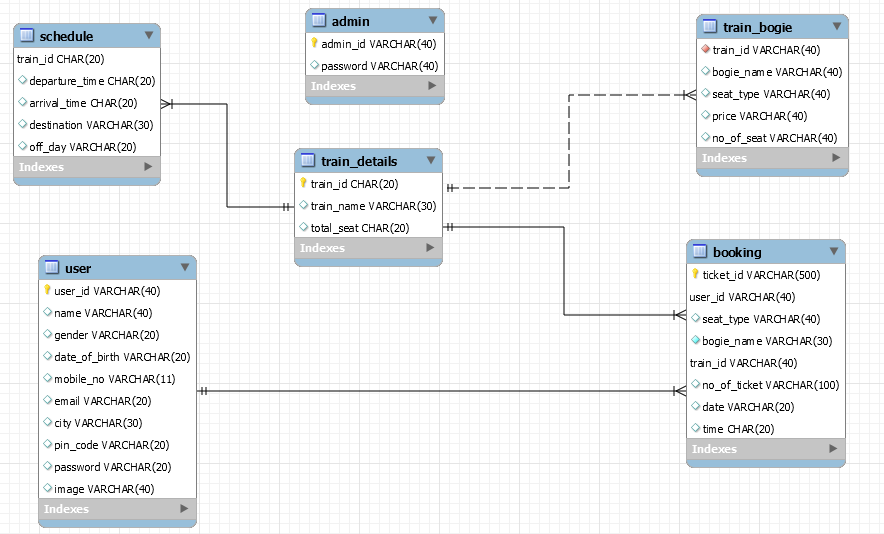 schedule
train_id CHAR(20)
departure_time CHAR(20)
arrival_time CHAR(20)
destination VARCHAR(30)
off_day VARCHAR(20)
Indexes
admin
admin_id VARCHAR(40)
password VARCHAR(40)
Indexes
train_bogie
train_id VARCHAR(40)
bogie_name VARCHAR(40)
seat_type VARCHAR(40)
price VARCHAR(40)
no_of_seat VARCHAR(40)
Indexes
train_details
train_id CHAR(20)
train_name VARCHAR(30)
total_seat CHAR(20)
Indexes
user
user_id VARCHAR(40)
name VARCHAR(40)
gender VARCHAR(20)
date_of_birth VARCHAR(20)
mobile_no VARCHAR(11)
email VARCHAR(20)
city VARCHAR(30)
pin_code VARCHAR(20)
password VARCHAR(20)
image VARCHAR(40)
Indexes
booking
ticket_id VARCHAR(500)
user_id VARCHAR(40)
seat_type VARCHAR(40)
bogie_name VARCHAR(30)
train_id VARCHAR(40)
no_of_ticket VARCHAR(100)
date VARCHAR(20)
time CHAR(20)
Indexes